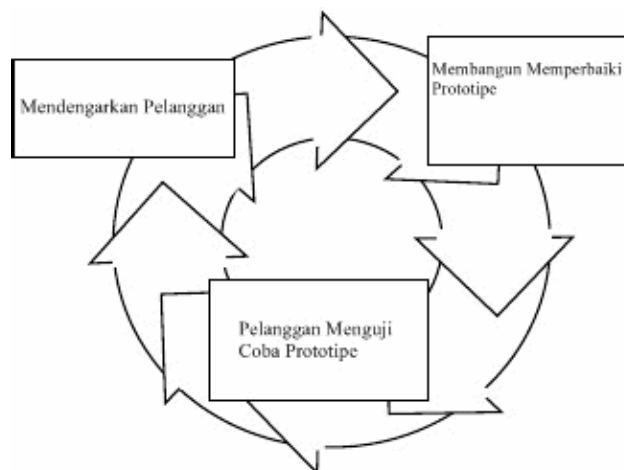 Mendengarkan Pelanggan
Membangun Memperbaiki
Prototipe
Pelanggan Menguji
Coba Prototipe